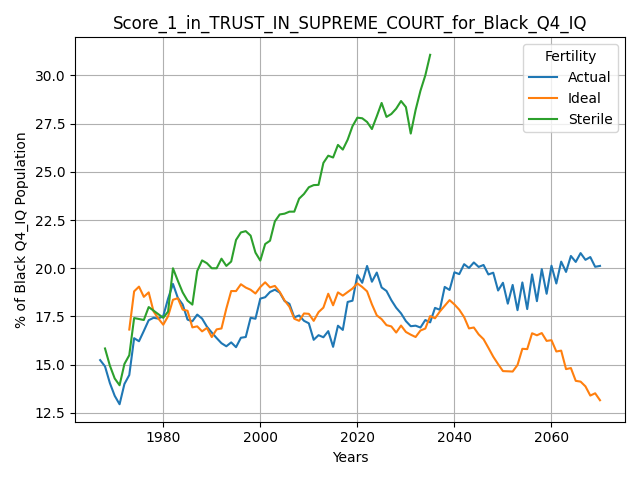 Score_1_in_TRUST_IN_SUPREME_COURT_for_Black_Q4_IQ
Fertility
Actual
Ideal
Sterile
% of Black Q4_IQ Population
30.0
27.5
25.0
22.5
20.0
17.5
15.0
12.5
1980
2000
2020
2040
2060
Years